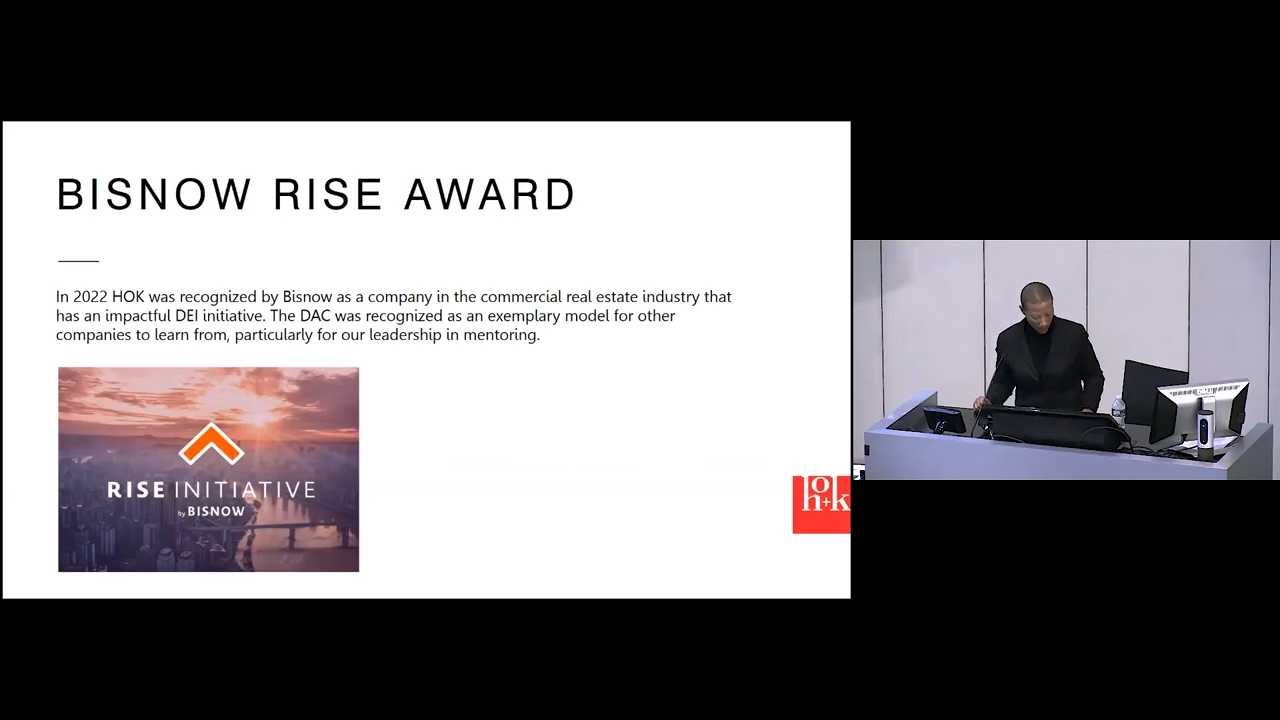 BISNOW RISE AWARD
In 2022 HOK was recognized by Bisnow as a company in the commercial real estate industry that
has an impactful DEI initiative. The DAC was recognized as an exemplary model for other
companies to learn from, particularly for our leadership in mentoring.
RISE INITIATIVE
by BISNOW
ho+k